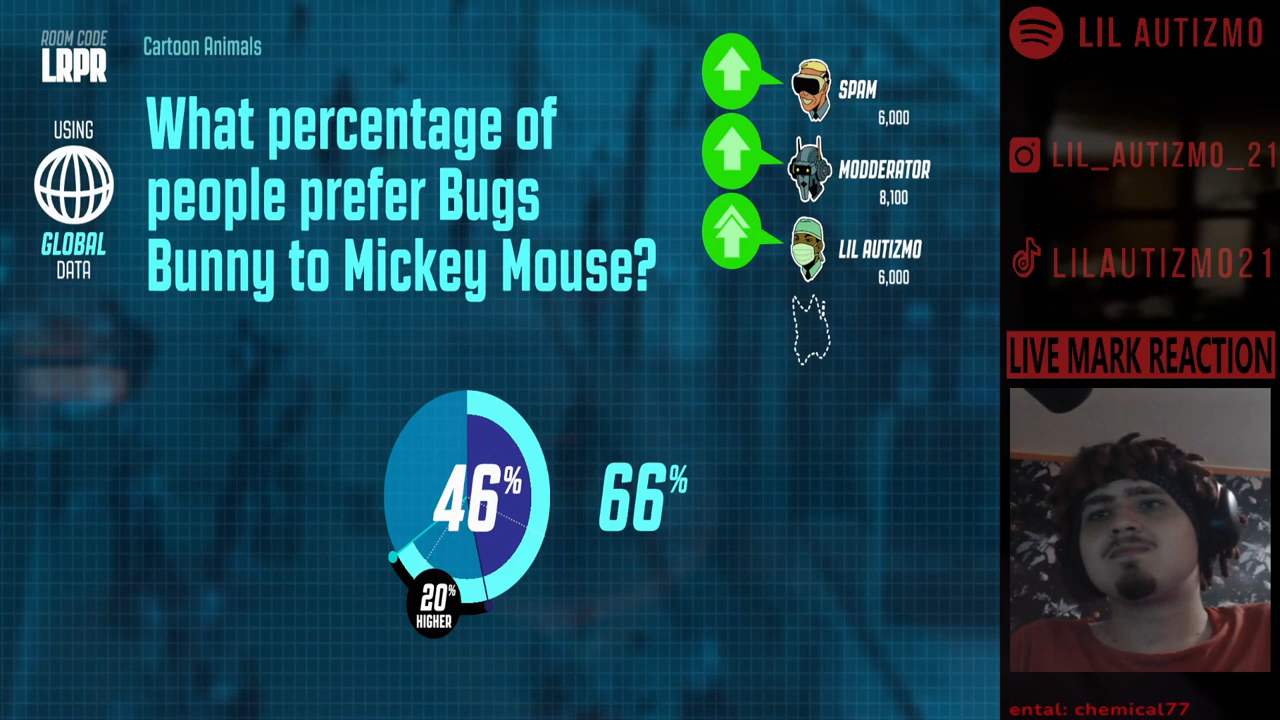 ROOM CODE
LRPR
Cartoon Animals
What percentage of
people prefer Bugs
Bunny to Mickey Mouse?
USING
GLOBAL
DATA
SPAM
6,000
MODDERATOR
8,100
LIL AUTIZMO
6,000
46%
66%
20%
HIGHER
LIL AUTIZMO
LIL_AUTIZMO_21
LILAUTIZMO21
LIVE MARK REACTION
ental: chemical77